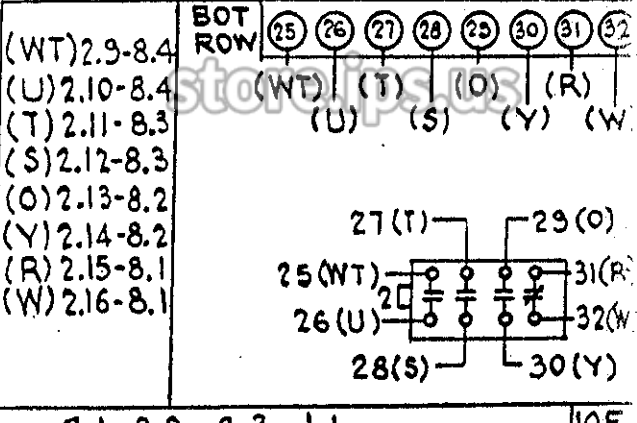 (WT)2.9-8.4
(U)2.10-8.4
(T)2.11-8.3
(S)2.12-8.3
(O)2.13-8.2
(Y)2.14-8.2
(R)2.15-8.1
(W)2.16-8.1
BOT ROW
25 26 27 28 29 30 31 32
(WT) (T) (O) (R)
(U) (S) (Y) (W
store.jps.us
27(T) 29(O)
25(WT) 31(R)
2
26(U) 32(W
28(S) 30(Y)